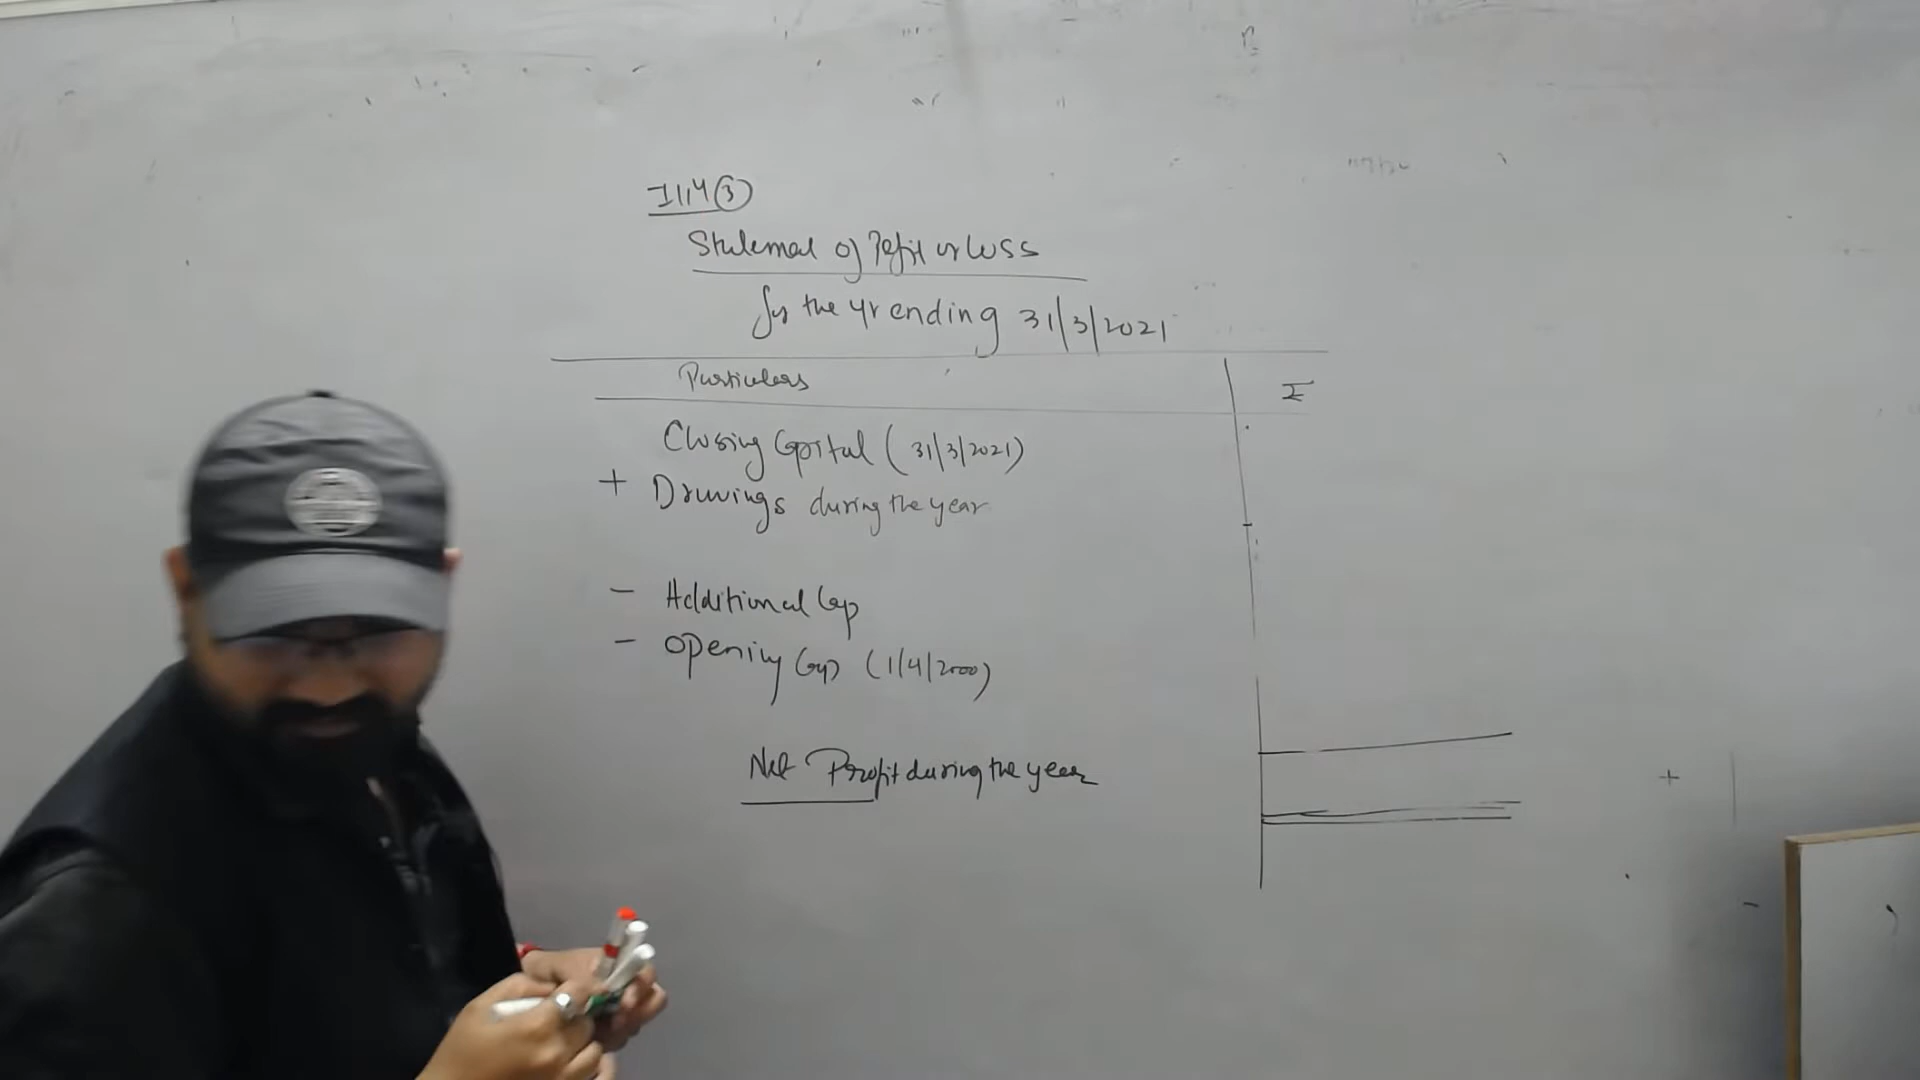 Ill4 ③
Statement of Profit or Loss
for the yr ending 31/3/2021
Particulars ₹
Closing Capital (31/3/2021)
+ Drawings during the year
- Additional Cap
- Opening Cap (1/4/2000)
Net Profit during the year
+
-